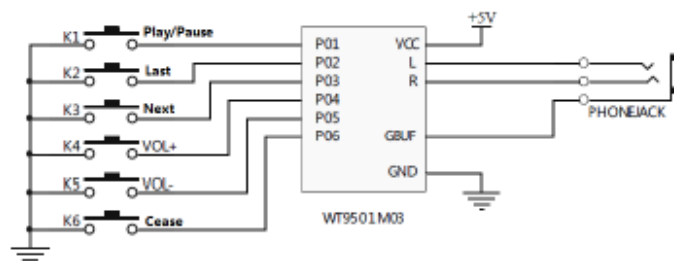 +5V
K1 Play/Pause P01 VCC
K2 Last P02 L
K3 Next P03 R
K4 VOL+ P04
K5 VOL- P05
K6 Cease P06 GBUF
PHONEJACK
GND
WT9501M03